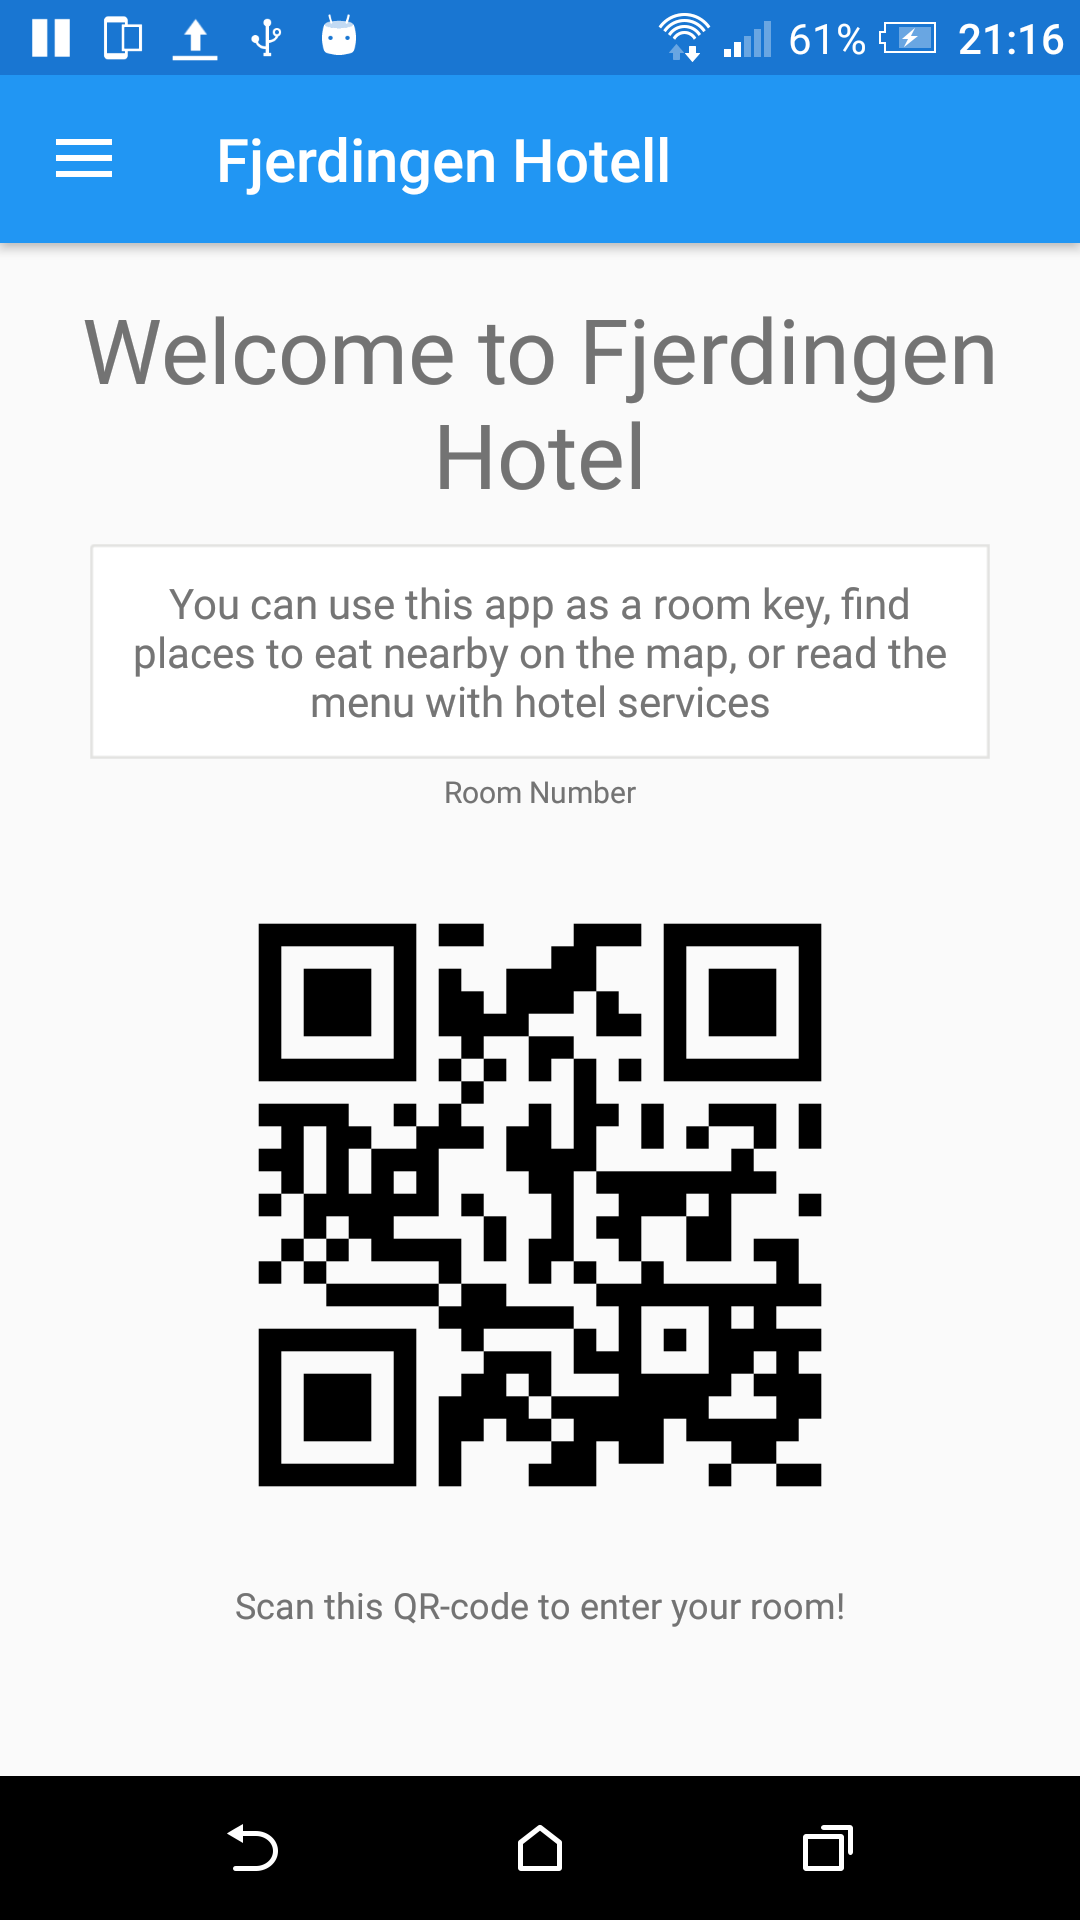 61% 21:16
Fjerdingen Hotell
Welcome to Fjerdingen
Hotel
You can use this app as a room key, find
places to eat nearby on the map, or read the
menu with hotel services
Room Number
Scan this QR-code to enter your room!